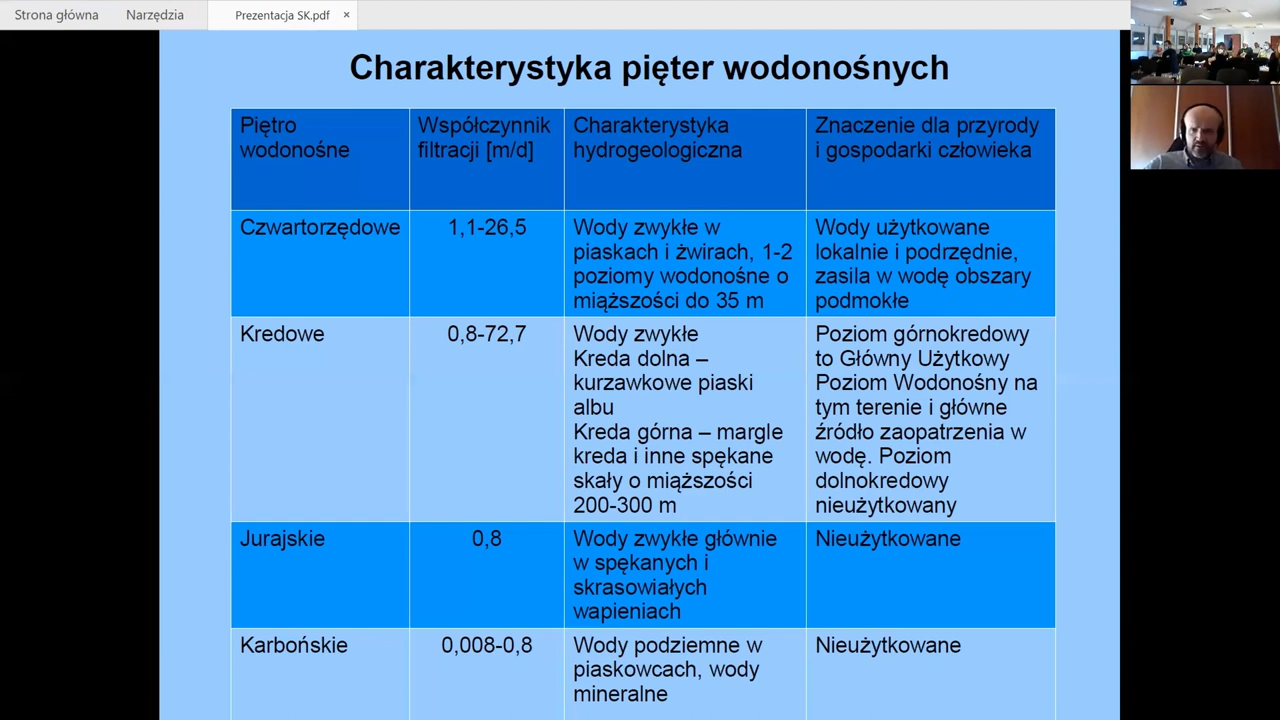 Strona główna
Narzędzia
Prezentacja SK.pdf
×
Charakterystyka pięter wodonośnych
Piętro
wodonośne
Współczynnik
filtracji [m/d]
Charakterystyka
hydrogeologiczna
Znaczenie dla przyrody
i gospodarki człowieka
Czwartorzędowe
1,1-26,5
Wody zwykłe w
piaskach i żwirach, 1-2
poziomy wodonośne o
miąższości do 35 m
Wody użytkowane
lokalnie i podrzędnie,
zasila w wodę obszary
podmokłe
Kredowe
0,8-72,7
Wody zwykłe
Kreda dolna –
kurzawkowe piaski
albu
Kreda górna – margle
kreda i inne spękane
skały o miąższości
200-300 m
Poziom górnokredowy
to Główny Użytkowy
Poziom Wodonośny na
tym terenie i główne
źródło zaopatrzenia w
wodę. Poziom
dolnokredowy
nieużytkowany
Jurajskie
0,8
Wody zwykłe głównie
w spękanych i
skrasowiałych
wapieniach
Nieużytkowane
Karbońskie
0,008-0,8
Wody podziemne w
piaskowcach, wody
mineralne
Nieużytkowane